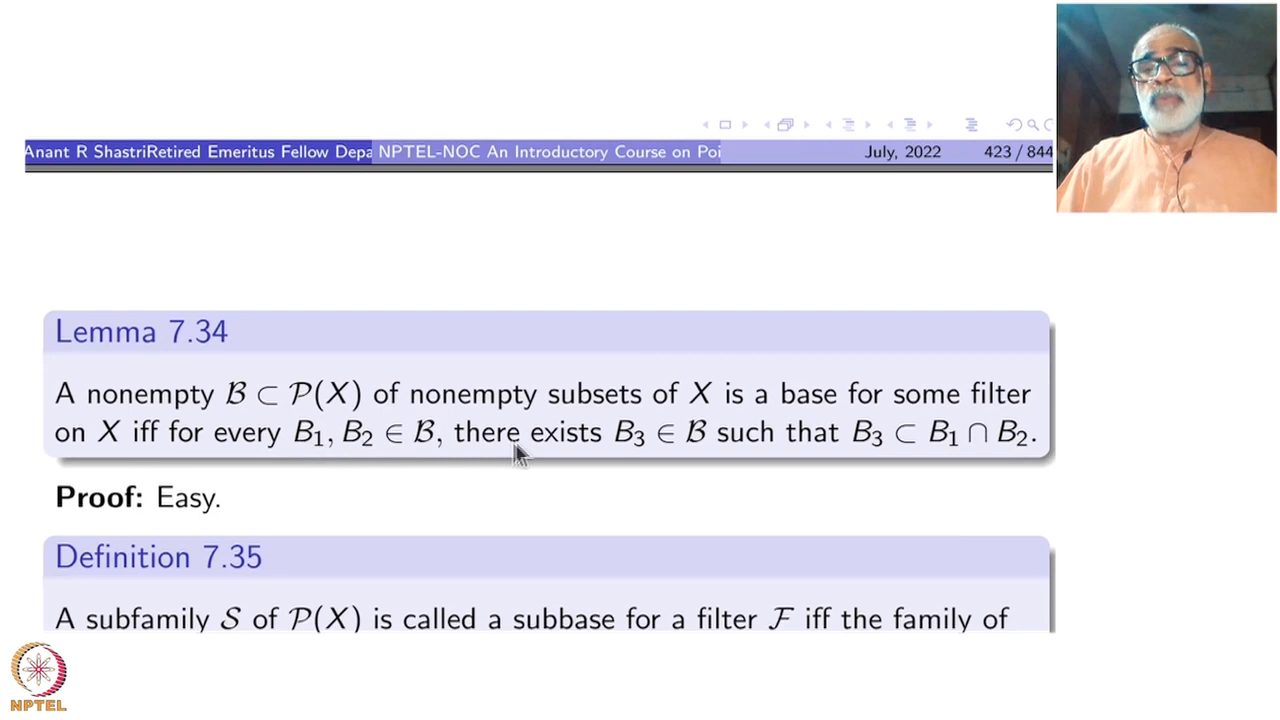 Anant R ShastriRetired Emeritus Fellow Depa NPTEL-NOC An Introductory Course on Poi July, 2022 423 / 844
Lemma 7.34
A nonempty ℬ ⊂ 𝒫(X) of nonempty subsets of X is a base for some filter
on X iff for every B₁, B₂ ∈ ℬ, there exists B₃ ∈ ℬ such that B₃ ⊂ B₁ ∩ B₂.
Proof: Easy.
Definition 7.35
A subfamily 𝒮 of 𝒫(X) is called a subbase for a filter ℱ iff the family of
NPTEL